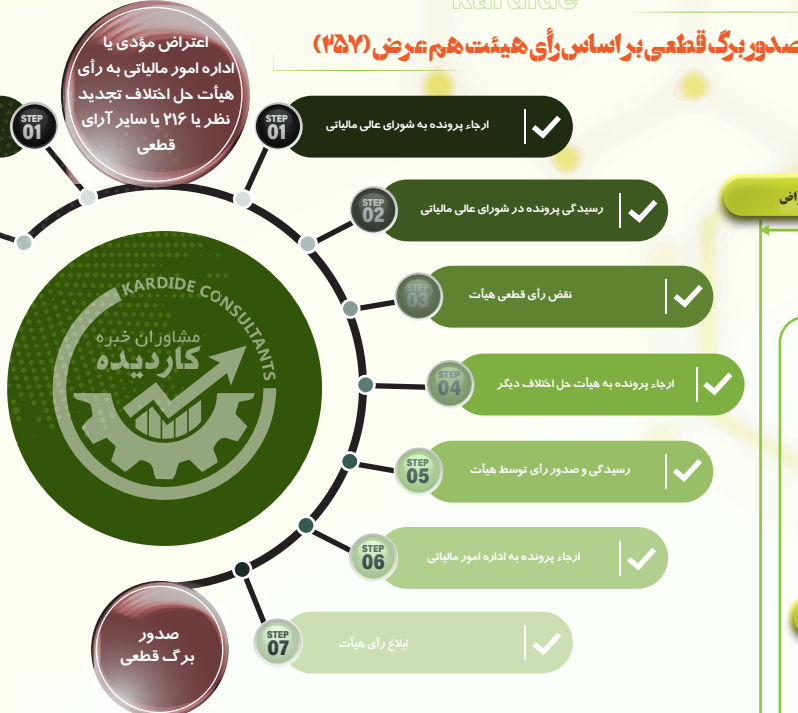 Kardide
صدور برگ قطعی بر اساس رأی هیئت هم عرض (۲۵۷)
اعتراض مؤدی یا
اداره امور مالیاتی به رأی
هیأت حل اختلاف تجدید
نظر یا ۲۱۶ یا سایر آرای
قطعی
STEP
01
STEP
01
ارجاء پرونده به شورای عالی مالیاتی
STEP
02
رسیدگی پرونده در شورای عالی مالیاتی
STEP
03
نقض رأی قطعی هیأت
STEP
04
ارجاء پرونده به هیأت حل اختلاف دیگر
STEP
05
رسیدگی و صدور رأی توسط هیأت
STEP
06
ارجاء پرونده به اداره امور مالیاتی
STEP
07
ابلاغ رأی هیأت
KARDIDE CONSULTANTS
مشاوران خبره
کاردیده
صدور
برگ قطعی